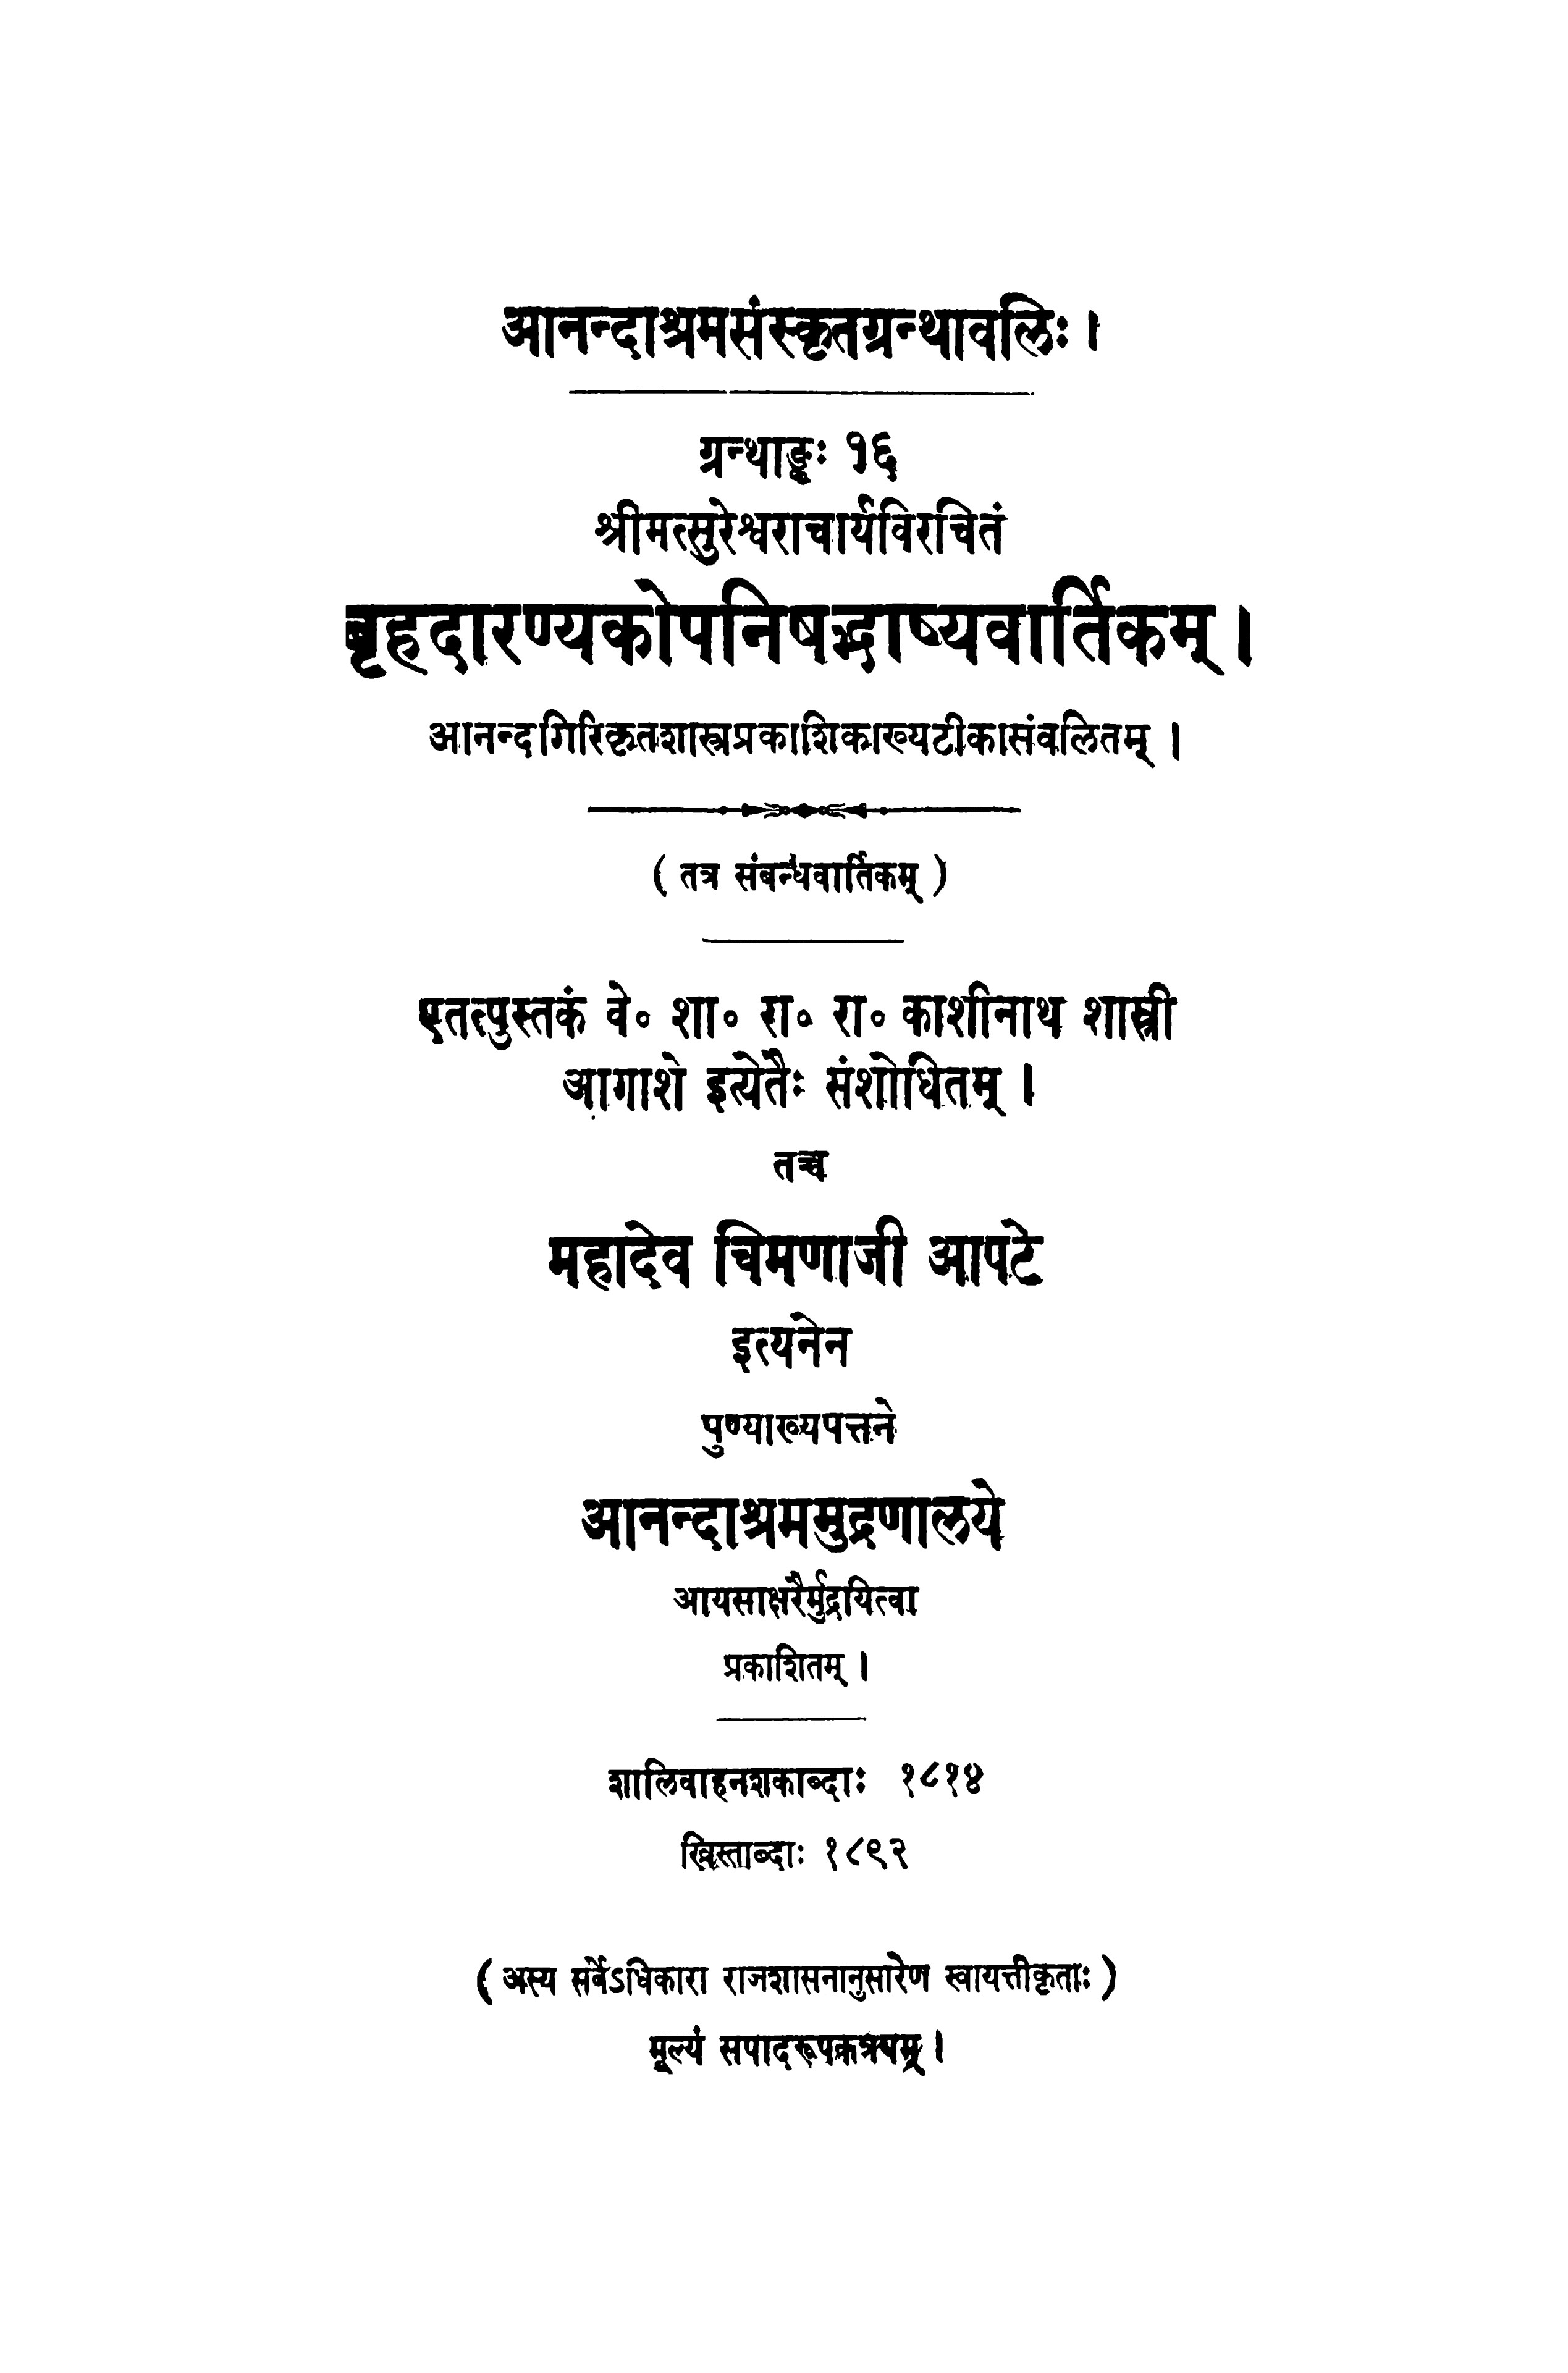 आनन्दाश्रमसंस्कृतग्रन्थावलिः ।
ग्रन्थाङ्कः १६
श्रीमत्सुरेश्वराचार्यविरचितं
बृहदारण्यकोपनिषद्भाष्यवार्तिकम् ।
आनन्दगिरिकृतशास्त्रप्रकाशिकाख्यटीकासंवलितम् ।
( तत्र संबन्धवार्तिकम् )
एतत्पुस्तकं वे० शा० रा० रा० काशीनाथ शास्त्री
आगाशे इत्येतैः संशोधितम् ।
तच्च
महादेव चिमणाजी आपटे
इत्यनेन
पुण्याख्यपत्तने
आनन्दाश्रममुद्रणालये
आयसाक्षरैर्मुद्रयित्वा
प्रकाशितम् ।
शालिवाहनशकाब्दाः १८१४
ख्रिस्ताब्दाः १८९२
( अस्य सर्वेऽधिकारा राजशासनानुसारेण स्वायत्तीकृताः )
मूल्यं सपादरूपकत्रयम् ।